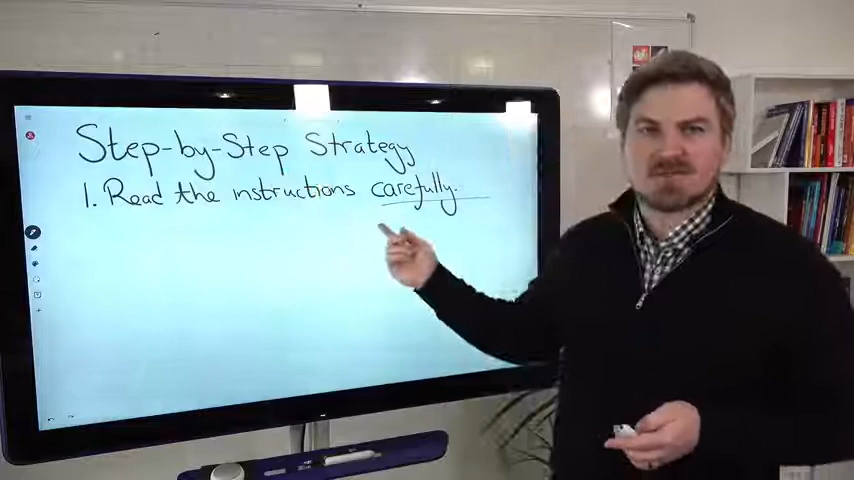 Step-by-Step Strategy
1. Read the instructions carefully.